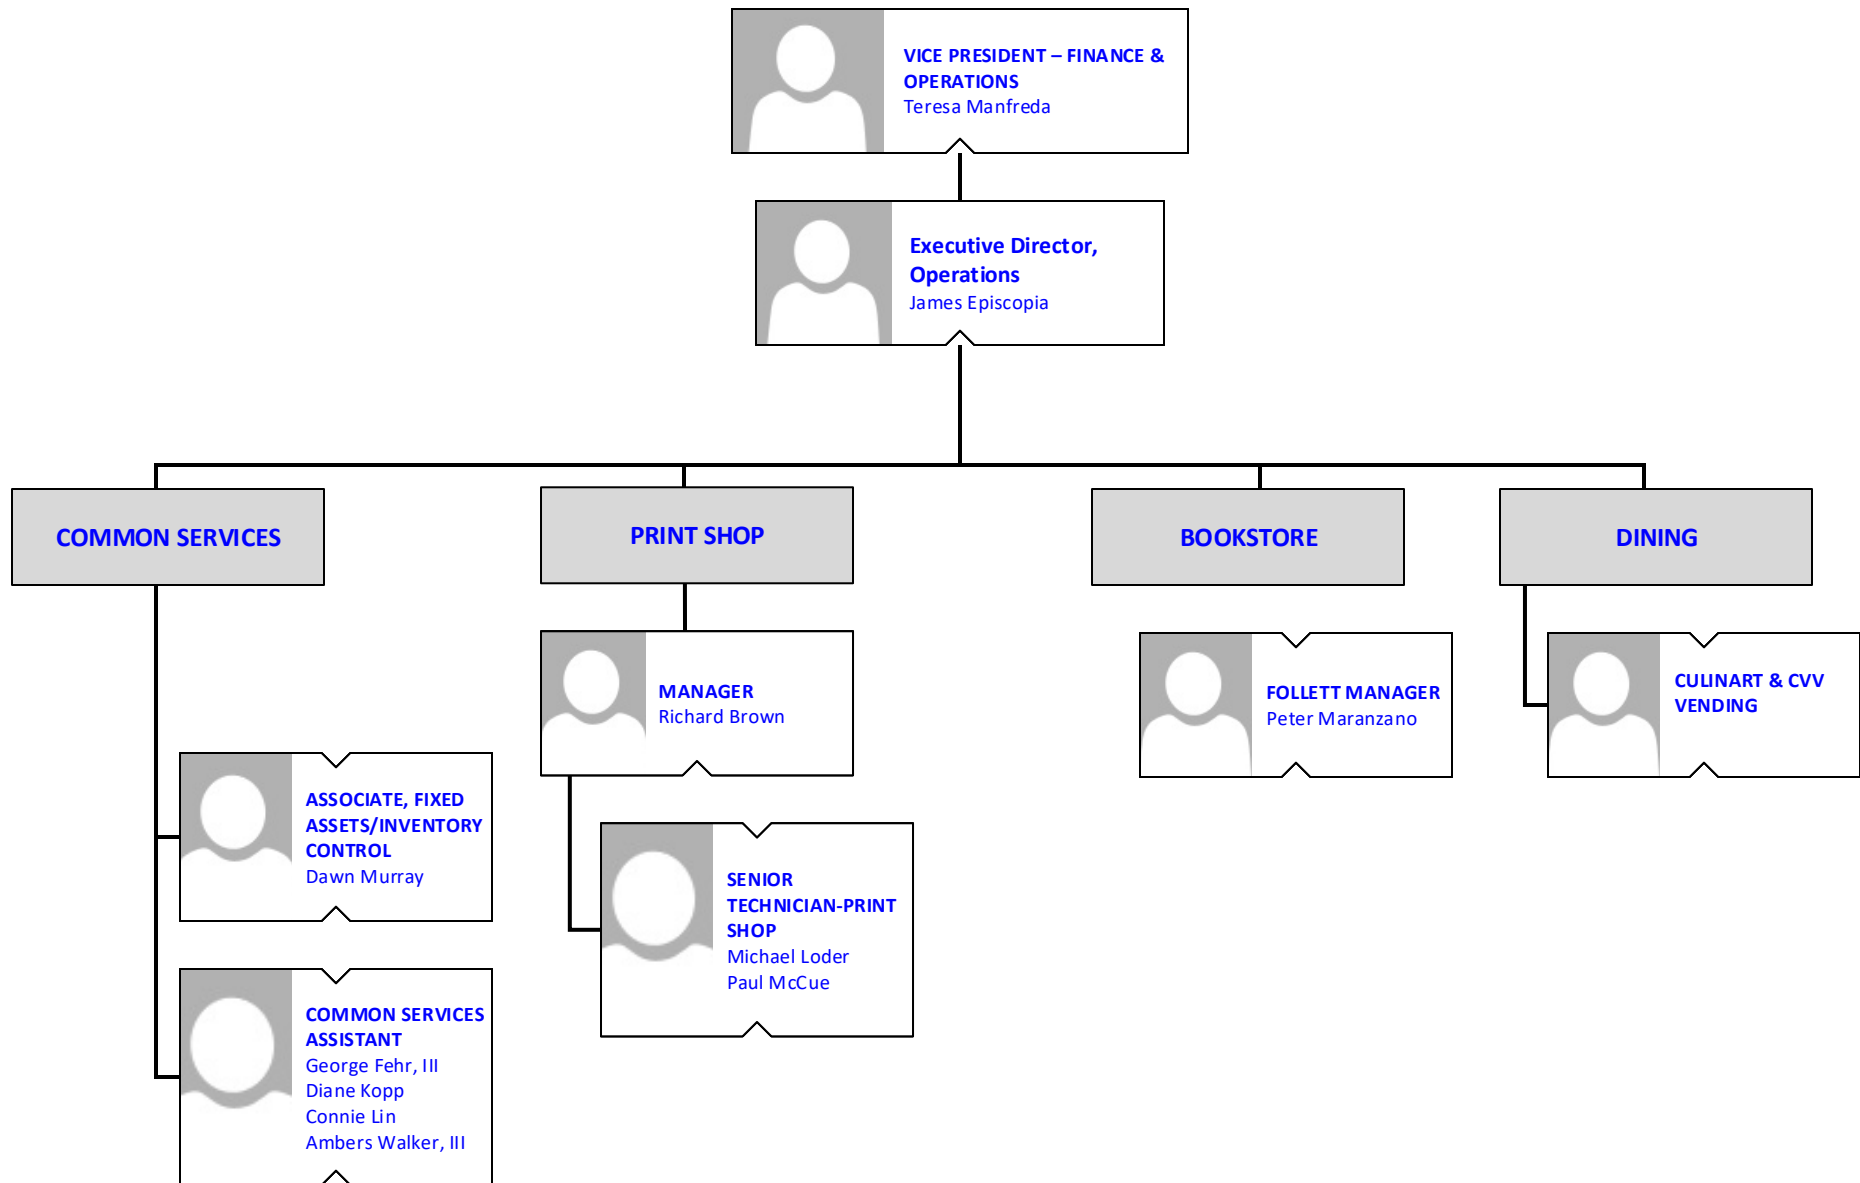 VICE PRESIDENT – FINANCE &
OPERATIONS
Teresa Manfreda
Executive Director,
Operations
James Episcopia
COMMON SERVICES
PRINT SHOP
BOOKSTORE
DINING
MANAGER
Richard Brown
FOLLETT MANAGER
Peter Maranzano
CULINART & CVV
VENDING
ASSOCIATE, FIXED
ASSETS/INVENTORY
CONTROL
Dawn Murray
SENIOR
TECHNICIAN-PRINT
SHOP
Michael Loder
Paul McCue
COMMON SERVICES
ASSISTANT
George Fehr, III
Diane Kopp
Connie Lin
Ambers Walker, III